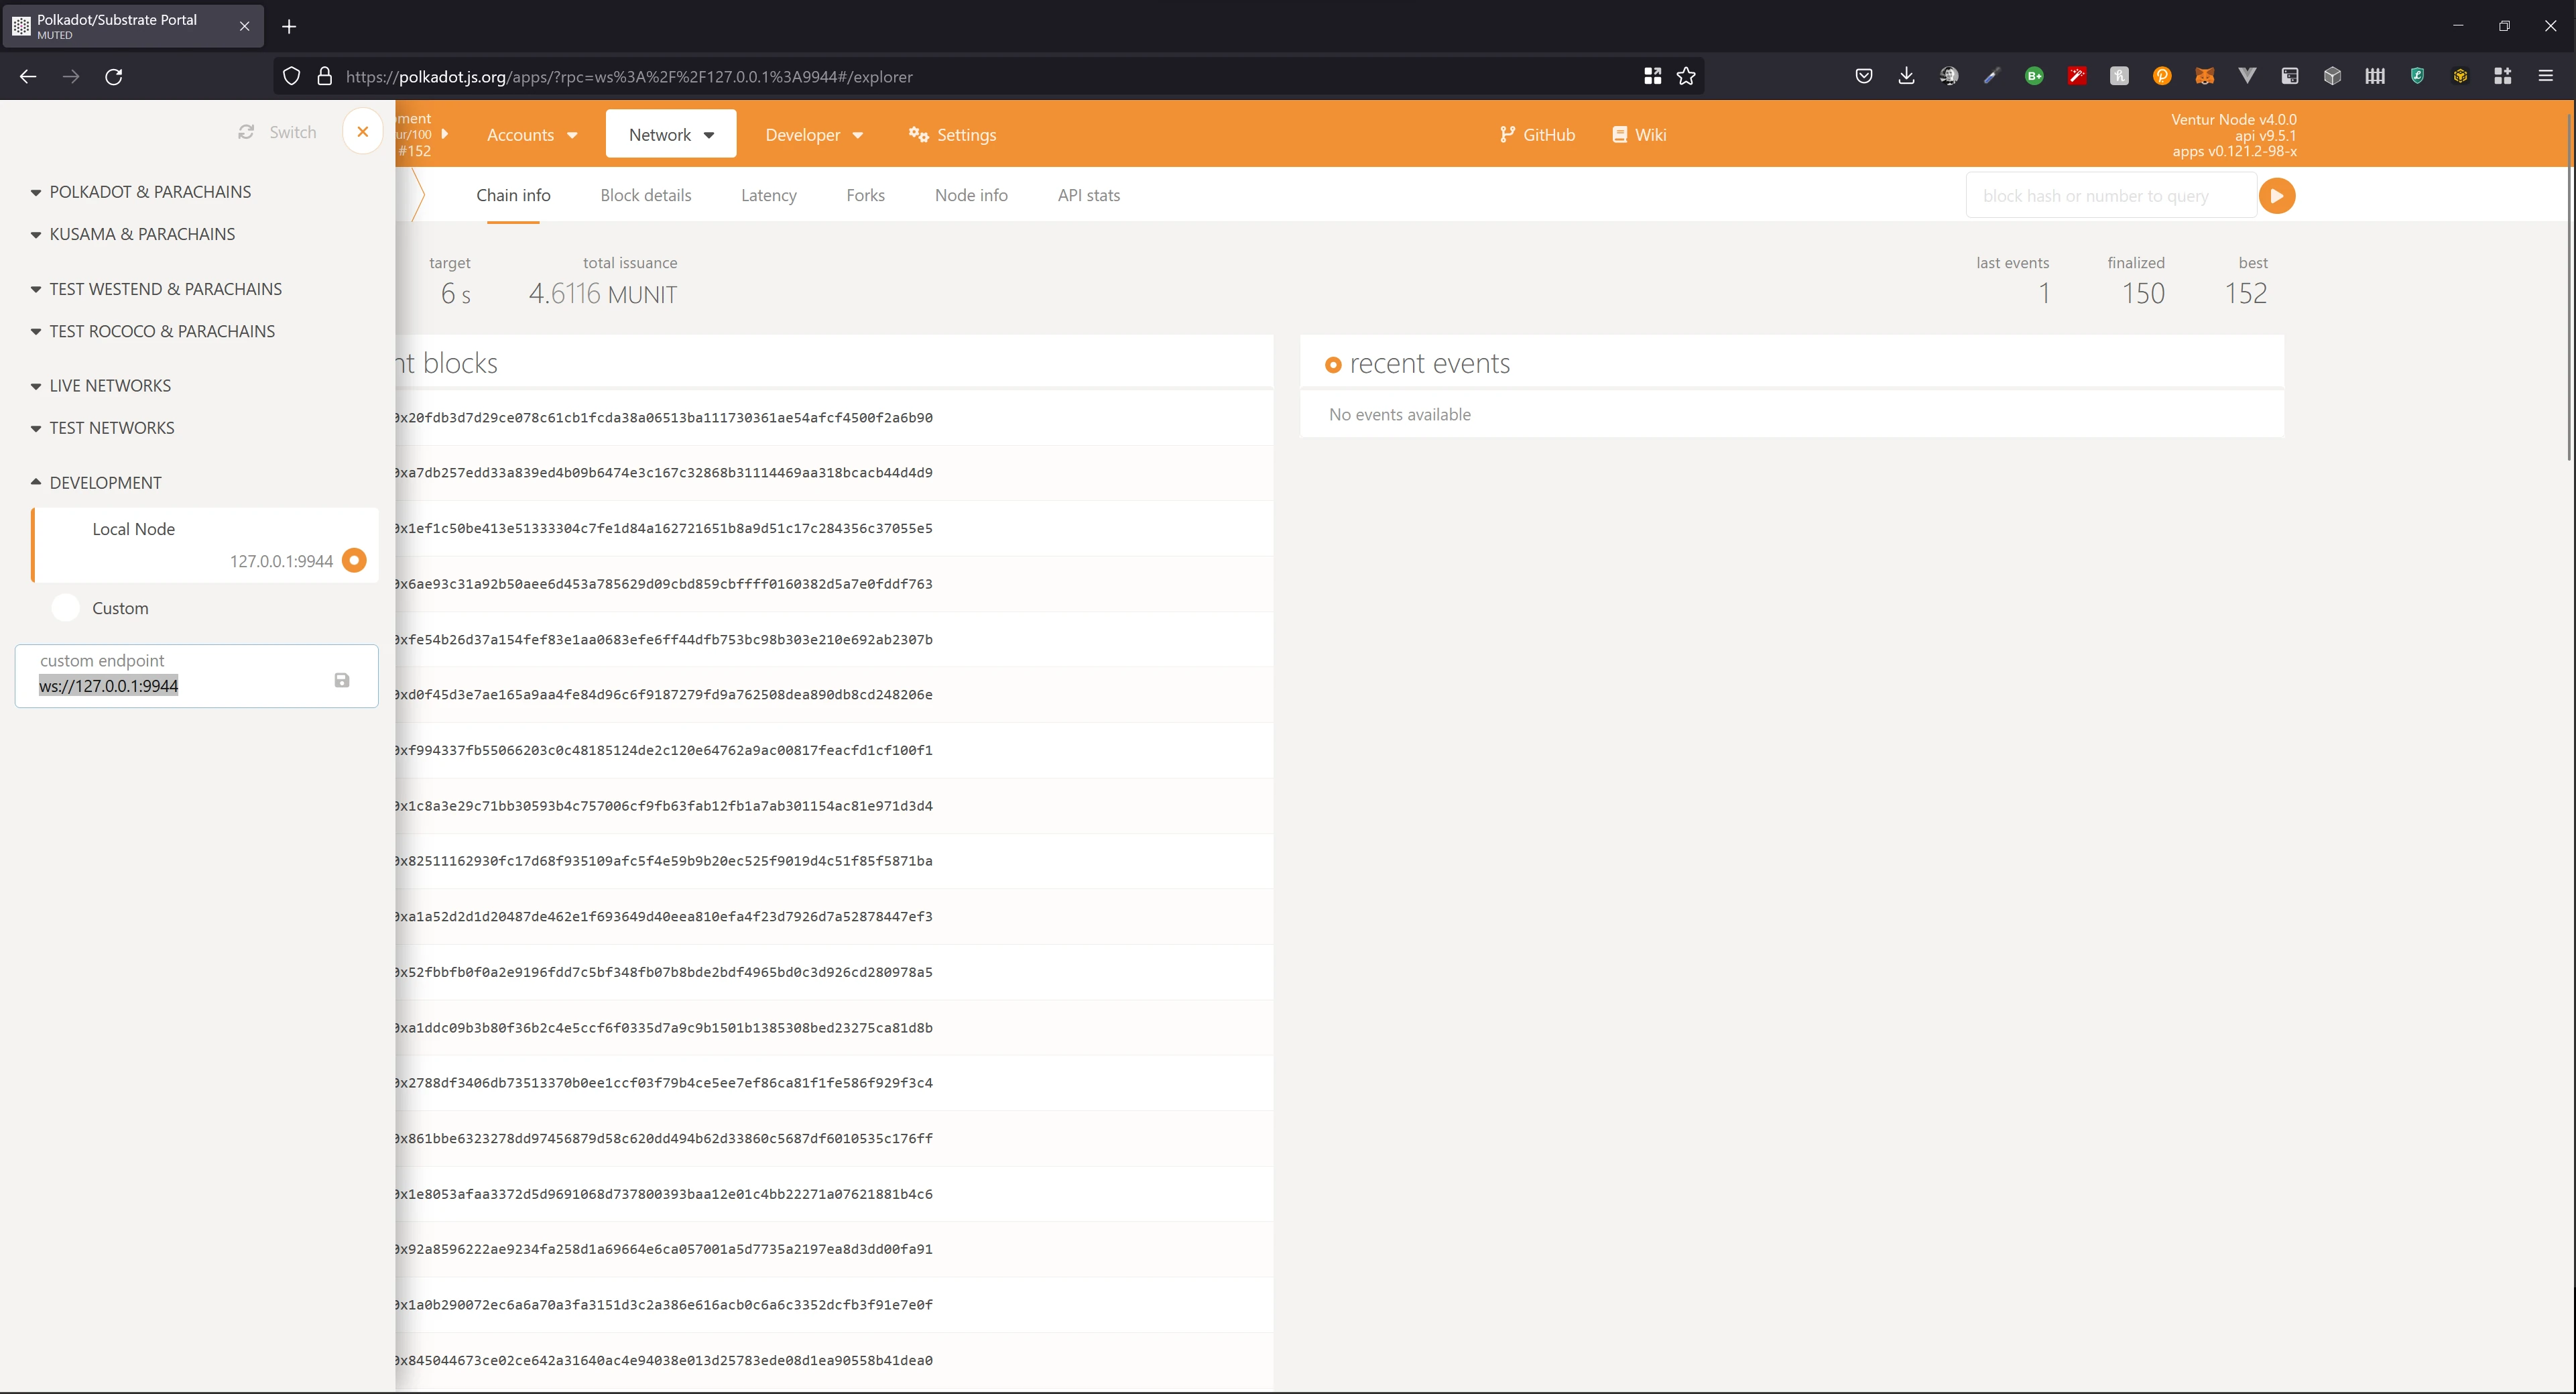 Polkadot/Substrate Portal
MUTED
https://polkadot.js.org/apps/?rpc=ws%3A%2F%2F127.0.0.1%3A9944#/explorer
Switch
ment
ur/100
#152
Accounts
Network
Developer
Settings
GitHub
Wiki
Ventur Node v4.0.0
api v9.5.1
apps v0.121.2-98-x
POLKADOT & PARACHAINS
KUSAMA & PARACHAINS
TEST WESTEND & PARACHAINS
TEST ROCOCO & PARACHAINS
LIVE NETWORKS
TEST NETWORKS
DEVELOPMENT
Local Node
127.0.0.1:9944
Custom
custom endpoint
ws://127.0.0.1:9944
Chain info
Block details
Latency
Forks
Node info
API stats
block hash or number to query
target
6 s
total issuance
4.6116 MUNIT
last events
1
finalized
150
best
152
nt blocks
0x20fdb3d7d29ce078c61cb1fcda38a06513ba111730361ae54afcf4500f2a6b90
0xa7db257edd33a839ed4b09b6474e3c167c32868b31114469aa318bcacb44d4d9
0x1ef1c50be413e51333304c7fe1d84a162721651b8a9d51c17c284356c37055e5
0x6ae93c31a92b50aee6d453a785629d09cbd859cbffff0160382d5a7e0fddf763
0xfe54b26d37a154fef83e1aa0683efe6ff44dfb753bc98b303e210e692ab2307b
0xd0f45d3e7ae165a9aa4fe84d96c6f9187279fd9a762508dea890db8cd248206e
0xf994337fb55066203c0c48185124de2c120e64762a9ac00817feacfd1cf100f1
0x1c8a3e29c71bb30593b4c757006cf9fb63fab12fb1a7ab301154ac81e971d3d4
0x82511162930fc17d68f935109afc5f4e59b9b20ec525f9019d4c51f85f5871ba
0xa1a52d2d1d20487de462e1f693649d40eea810efa4f23d7926d7a52878447ef3
0x52fbbfb0f0a2e9196fdd7c5bf348fb07b8bde2bdf4965bd0c3d926cd280978a5
0xa1ddc09b3b80f36b2c4e5ccf6f0335d7a9c9b1501b1385308bed23275ca81d8b
0x2788df3406db73513370b0ee1ccf03f79b4ce5ee7ef86ca81f1fe586f929f3c4
0x861bbe6323278dd97456879d58c620dd494b62d33860c5687df6010535c176ff
0x1e8053afaa3372d5d9691068d737800393baa12e01c4bb22271a07621881b4c6
0x92a8596222ae9234fa258d1a69664e6ca057001a5d7735a2197ea8d3dd00fa91
0x1a0b290072ec6a6a70a3fa3151d3c2a386e616acb0c6a6c3352dcfb3f91e7e0f
0x845044673ce02ce642a31640ac4e94038e013d25783ede08d1ea90558b41dea0
recent events
No events available